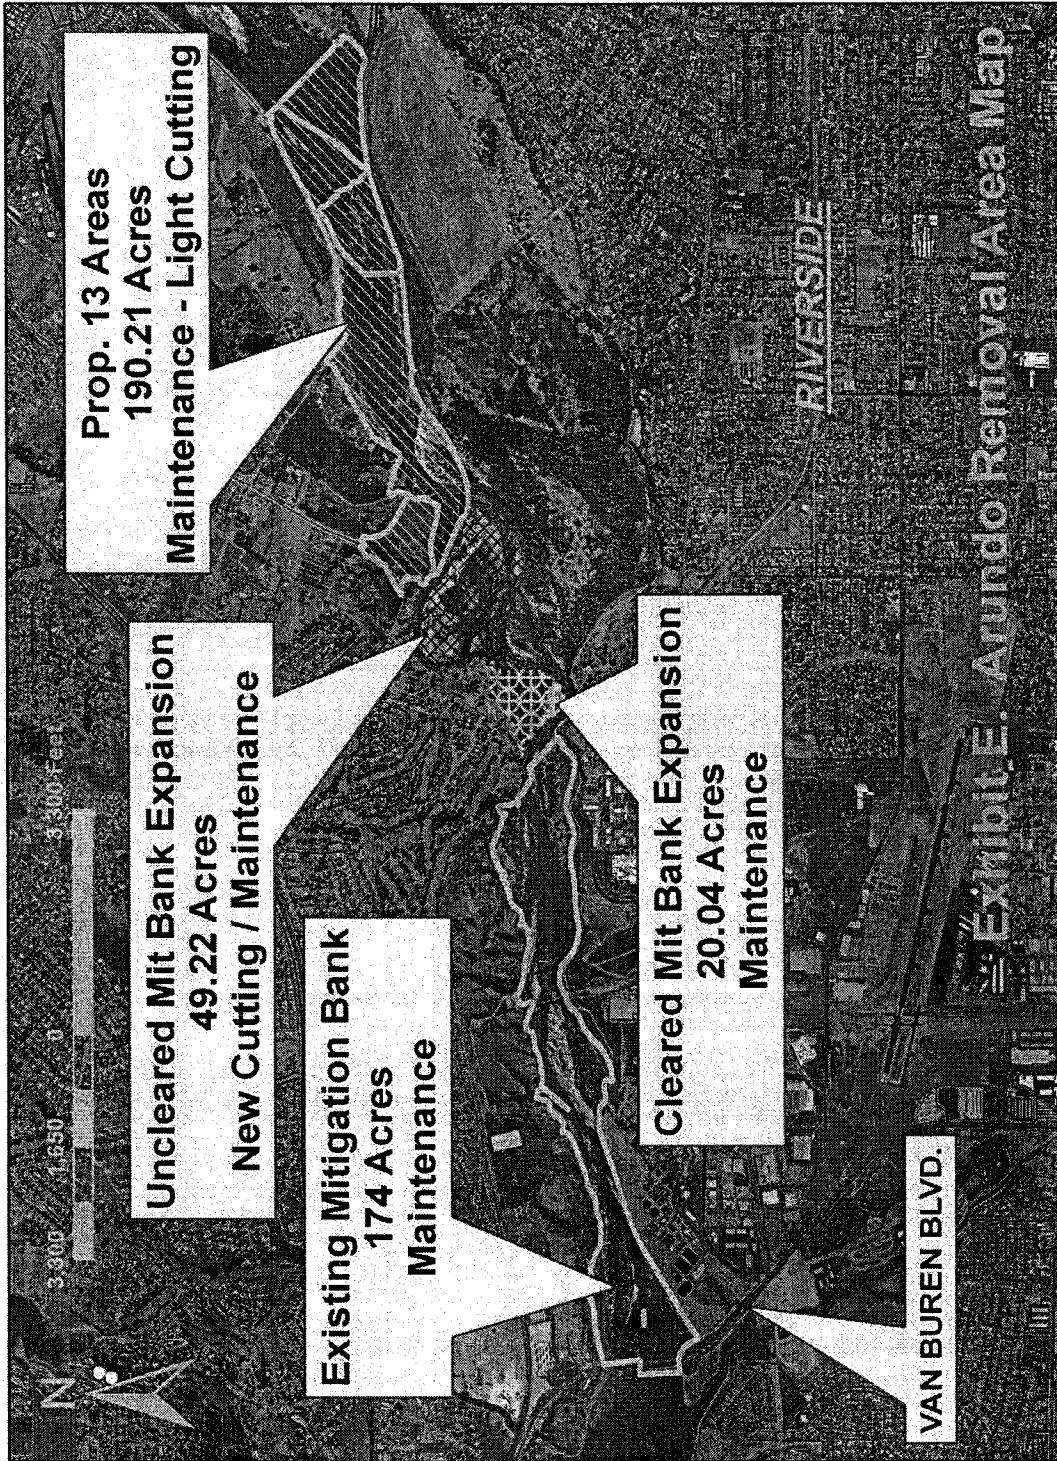 N
3,300 1,650 0 3,300 Feet
Prop. 13 Areas
190.21 Acres
Maintenance - Light Cutting
Uncleared Mit Bank Expansion
49.22 Acres
New Cutting / Maintenance
Existing Mitigation Bank
174 Acres
Maintenance
Cleared Mit Bank Expansion
20.04 Acres
Maintenance
VAN BUREN BLVD.
RIVERSIDE
Exhibit E. Arundo Removal Area Map